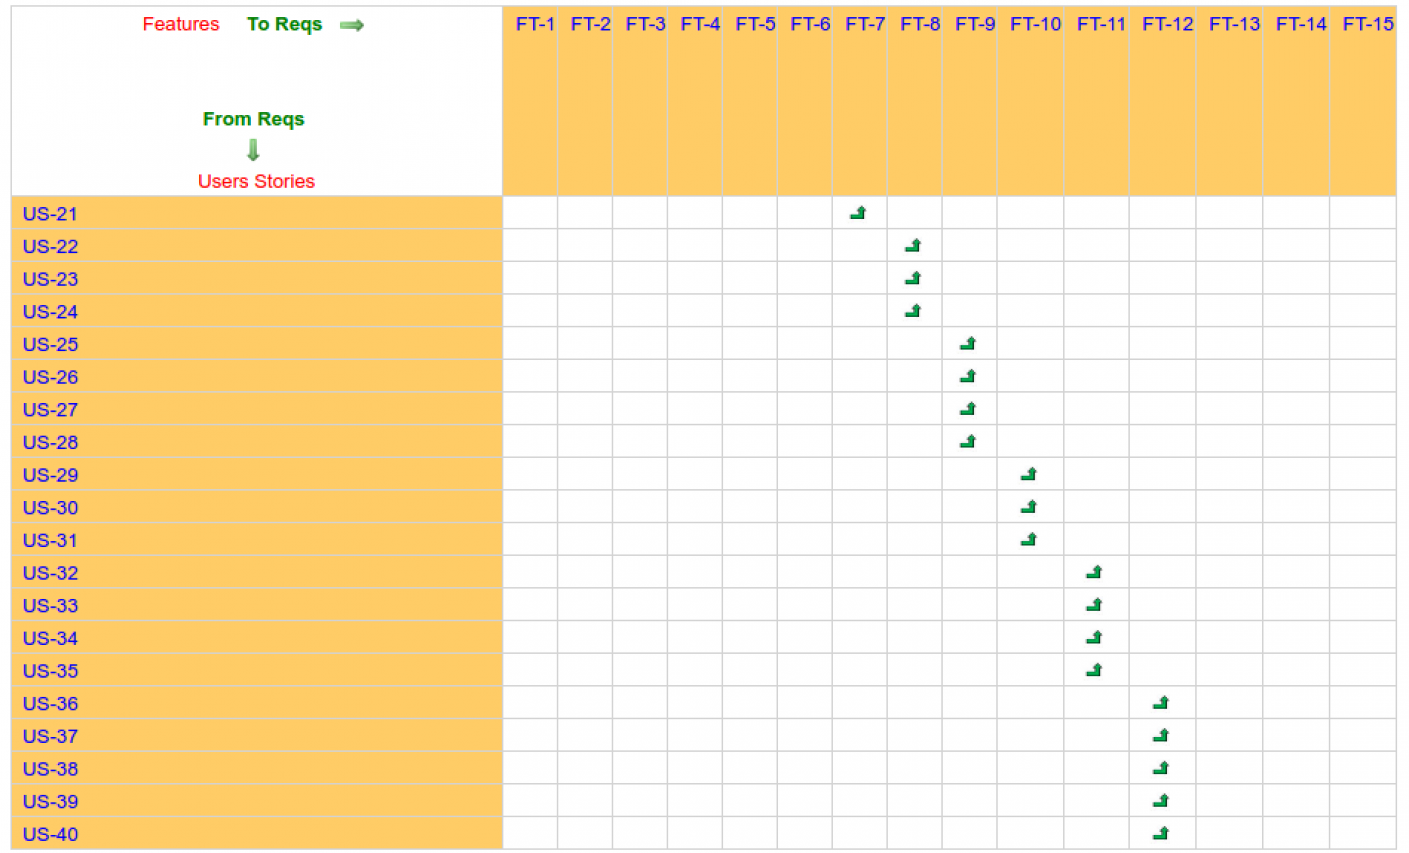 Features To Reqs FT-1 FT-2 FT-3 FT-4 FT-5 FT-6 FT-7 FT-8 FT-9 FT-10 FT-11 FT-12 FT-13 FT-14 FT-15
From Reqs
Users Stories
US-21
US-22
US-23
US-24
US-25
US-26
US-27
US-28
US-29
US-30
US-31
US-32
US-33
US-34
US-35
US-36
US-37
US-38
US-39
US-40